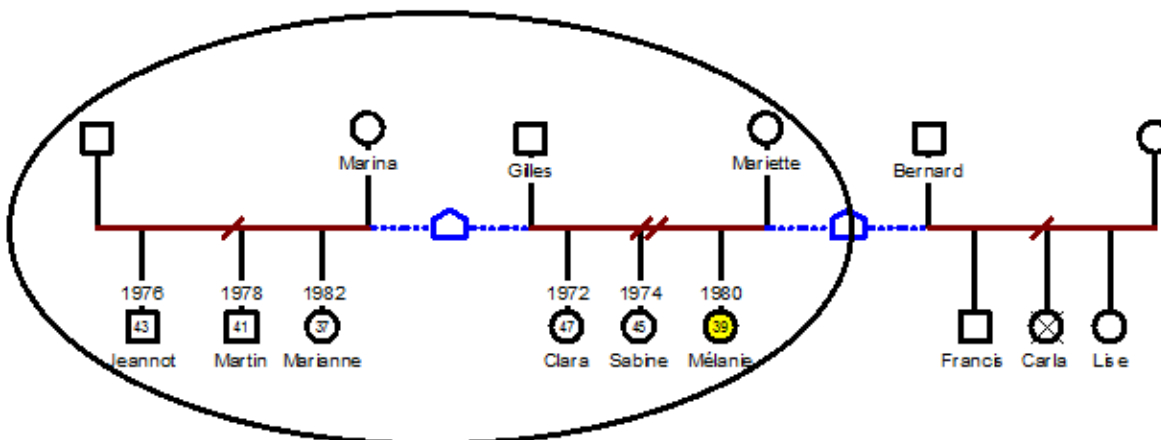 Marina
Gilles
Mariette
Bernard
1976
1978
1982
1972
1974
1980
43
41
37
47
45
39
Jeannot
Martin
Marianne
Clara
Sabine
Mélanie
Francis
Carla
Lise